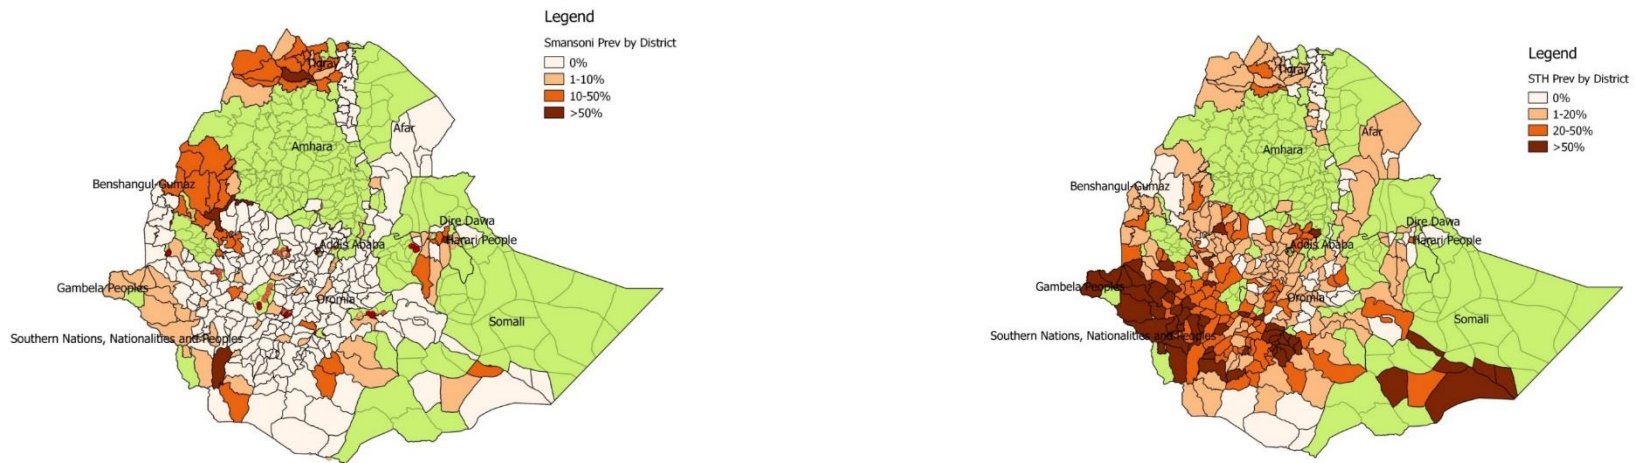 Legend
Smansoni Prev by District
0%
1-10%
10-50%
>50%
Tigray
Afar
Amhara
Benshangul-Gumaz
Dire Dawa
Harari People
Addis Ababa
Gambela Peoples
Oromia
Somali
Southern Nations, Nationalities and Peoples
Legend
STH Prev by District
0%
1-20%
20-50%
>50%
Tigray
Afar
Amhara
Benshangul-Gumaz
Dire Dawa
Harari People
Addis Ababa
Gambela Peoples
Oromia
Somali
Southern Nations, Nationalities and Peoples